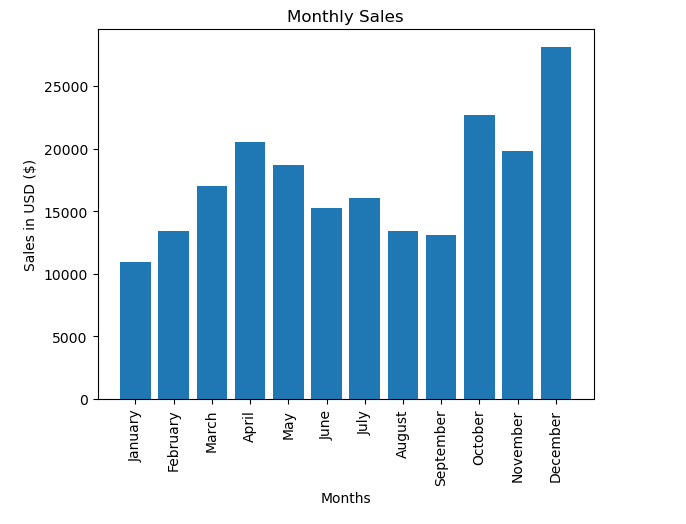 Monthly Sales
Sales in USD ($)
25000
20000
15000
10000
5000
0
January
February
March
April
May
June
July
August
September
October
November
December
Months